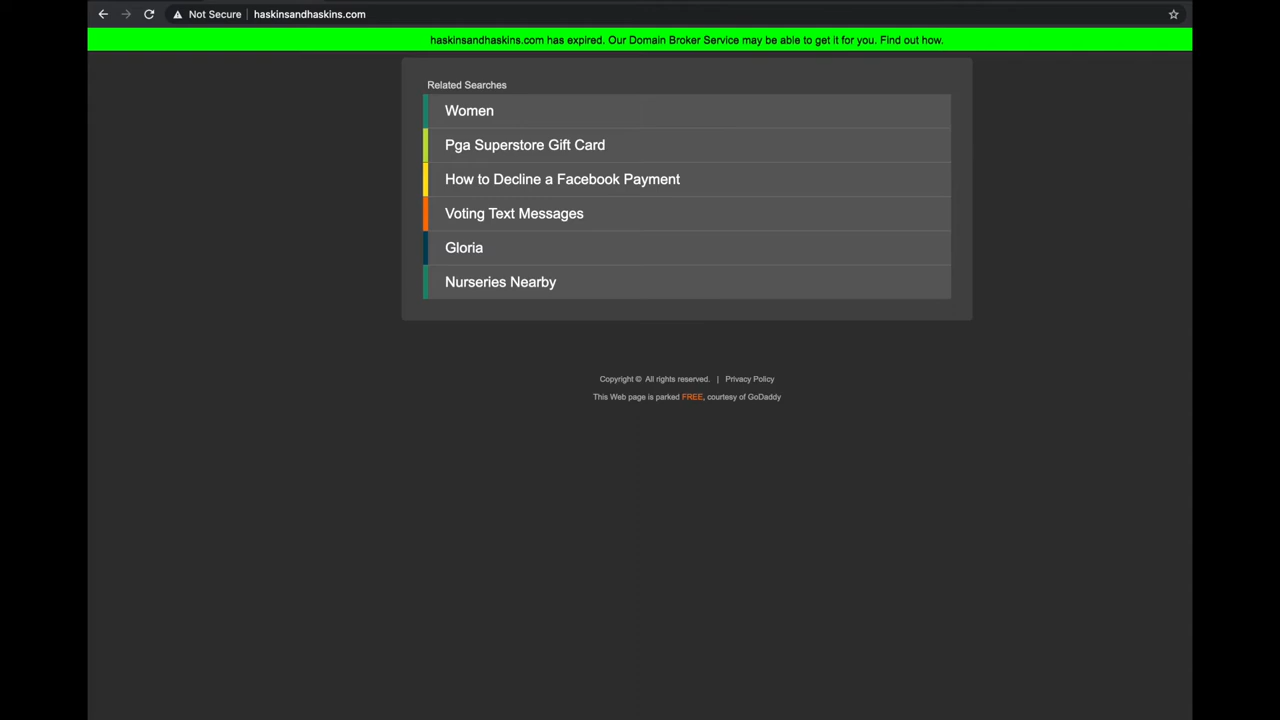 Not Secure haskinsandhaskins.com
haskinsandhaskins.com has expired. Our Domain Broker Service may be able to get it for you. Find out how.
Related Searches
Women
Pga Superstore Gift Card
How to Decline a Facebook Payment
Voting Text Messages
Gloria
Nurseries Nearby
Copyright © All rights reserved. | Privacy Policy
This Web page is parked FREE, courtesy of GoDaddy